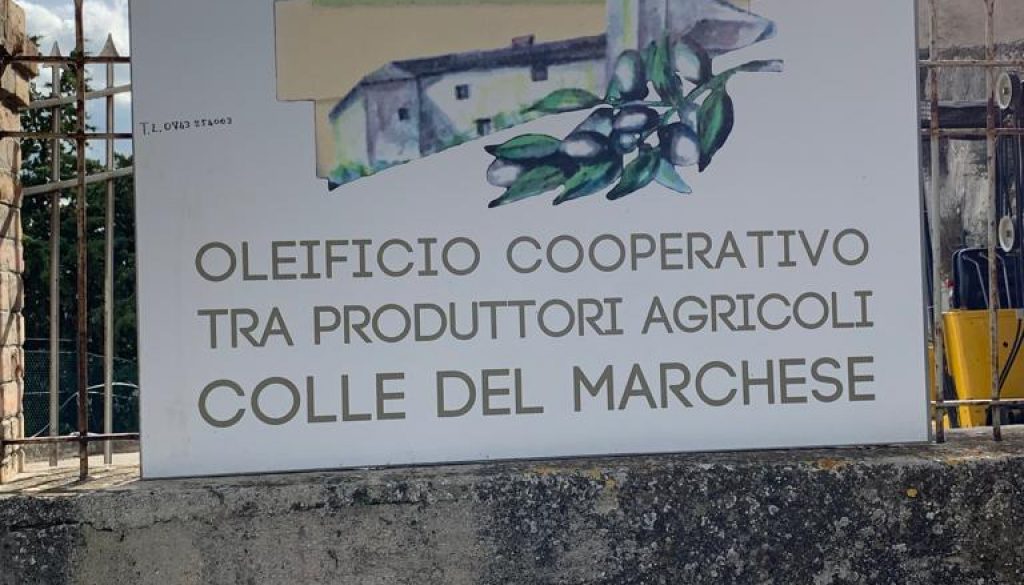 OLEIFICIO COOPERATIVO
TRA PRODUTTORI AGRICOLI
COLLE DEL MARCHESE